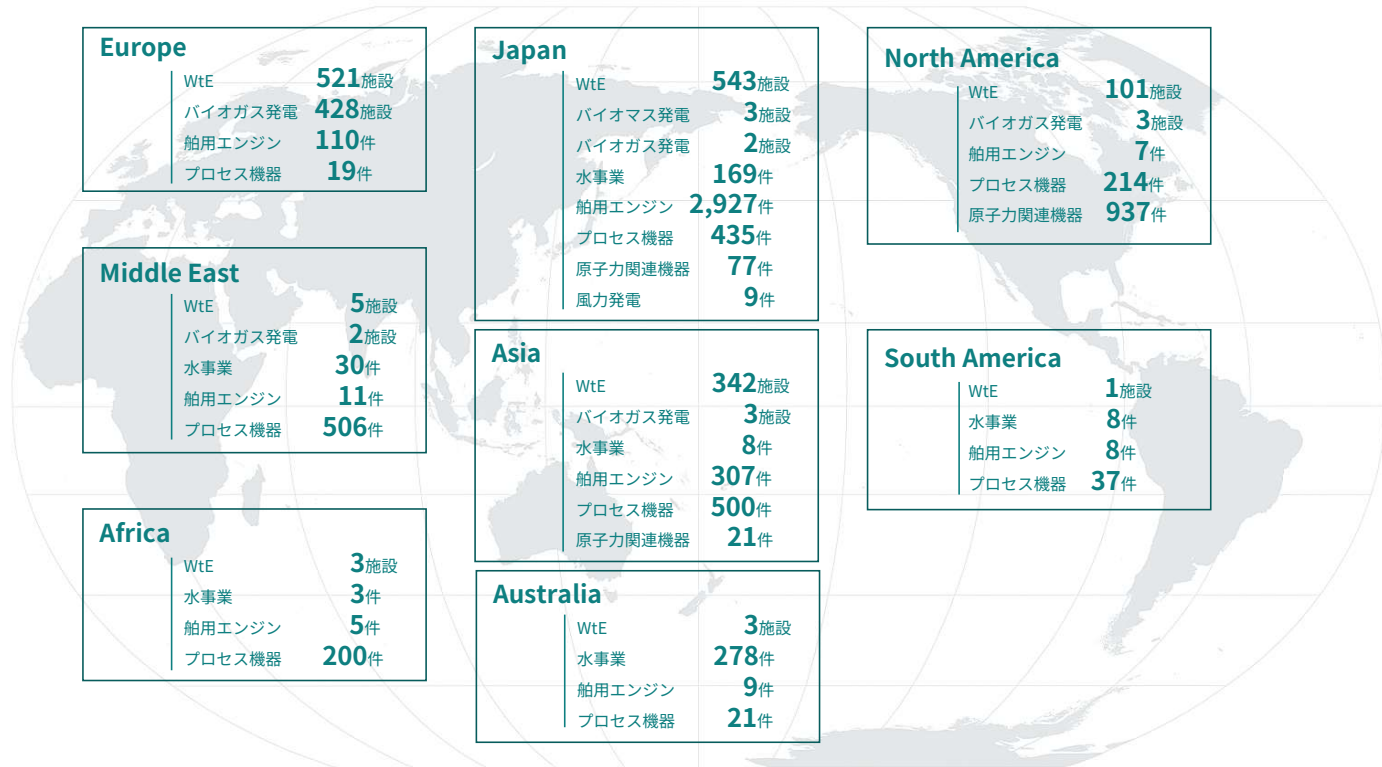 Europe
WtE 521施設
バイオガス発電 428施設
舶用エンジン 110件
プロセス機器 19件
Middle East
WtE 5施設
バイオガス発電 2施設
水事業 30件
舶用エンジン 11件
プロセス機器 506件
Africa
WtE 3施設
水事業 3件
舶用エンジン 5件
プロセス機器 200件
Japan
WtE 543施設
バイオマス発電 3施設
バイオガス発電 2施設
水事業 169件
舶用エンジン 2,927件
プロセス機器 435件
原子力関連機器 77件
風力発電 9件
Asia
WtE 342施設
バイオガス発電 3施設
水事業 8件
舶用エンジン 307件
プロセス機器 500件
原子力関連機器 21件
Australia
WtE 3施設
水事業 278件
舶用エンジン 9件
プロセス機器 21件
North America
WtE 101施設
バイオガス発電 3施設
舶用エンジン 7件
プロセス機器 214件
原子力関連機器 937件
South America
WtE 1施設
水事業 8件
舶用エンジン 8件
プロセス機器 37件